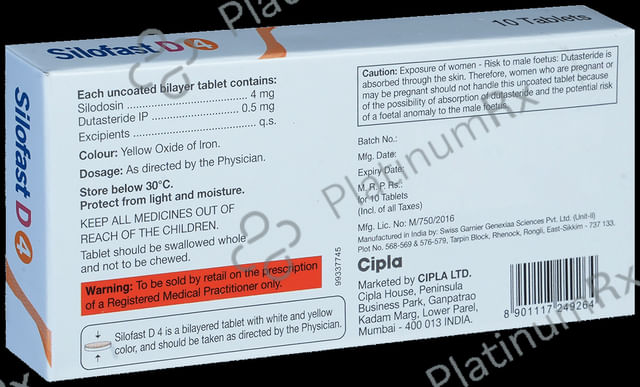 Silofast D 4
10 Tablets
Silofast D 4
Each uncoated bilayer tablet contains:
Silodosin ................................ 4 mg
Dutasteride IP ........................ 0.5 mg
Excipients ............................... q.s.
Colour: Yellow Oxide of Iron.
Dosage: As directed by the Physician.
Store below 30°C.
Protect from light and moisture.
KEEP ALL MEDICINES OUT OF
REACH OF THE CHILDREN.
Tablet should be swallowed whole
and not to be chewed.
Warning: To be sold by retail on the prescription
of a Registered Medical Practitioner only.
Silofast D 4 is a bilayered tablet with white and yellow
color, and should be taken as directed by the Physician.
99337745
Caution: Exposure of women - Risk to male foetus: Dutasteride is
absorbed through the skin. Therefore, women who are pregnant or
may be pregnant should not handle this uncoated tablet because
of the possibility of absorption of dutasteride and the potential risk
of a foetal anomaly to the male foetus.
Batch No.:
Mfg. Date:
Expiry Date:
M. R. P. Rs.:
for 10 Tablets
(Incl. of all Taxes)
Mfg. Lic. No: M/750/2016
Manufactured in India by: Swiss Garnier Genexiaa Sciences Pvt. Ltd. (Unit-II)
Plot No. 568-569 & 576-579, Tarpin Block, Rhenock, Rongli, East-Sikkim - 737 133.
Cipla
Marketed by CIPLA LTD.
Cipla House, Peninsula
Business Park, Ganpatrao
Kadam Marg, Lower Parel,
Mumbai - 400 013 INDIA.
8 901117 249264
PlatinumRx
PlatinumRx
PlatinumRx
PlatinumRx